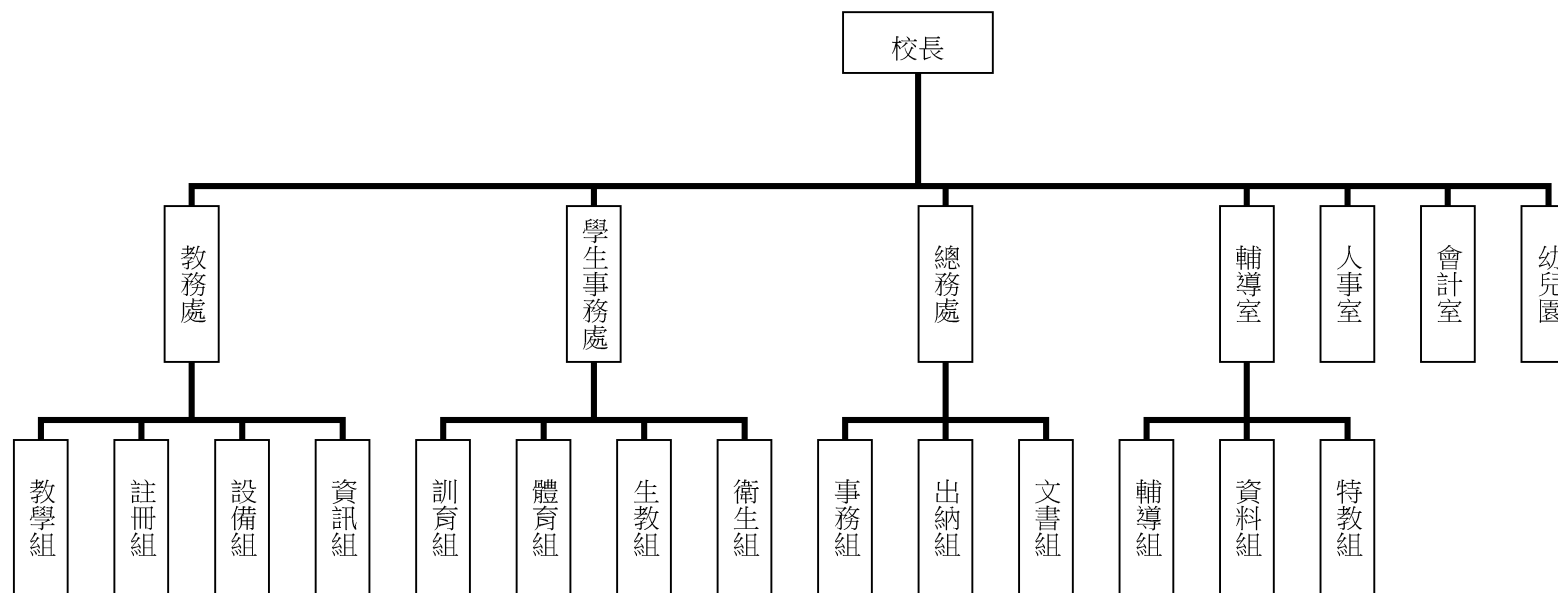 校長
教務處
學生事務處
總務處
輔導室
人事室
會計室
幼兒園
教學組
註冊組
設備組
資訊組
訓育組
體育組
生教組
衛生組
事務組
出納組
文書組
輔導組
資料組
特教組